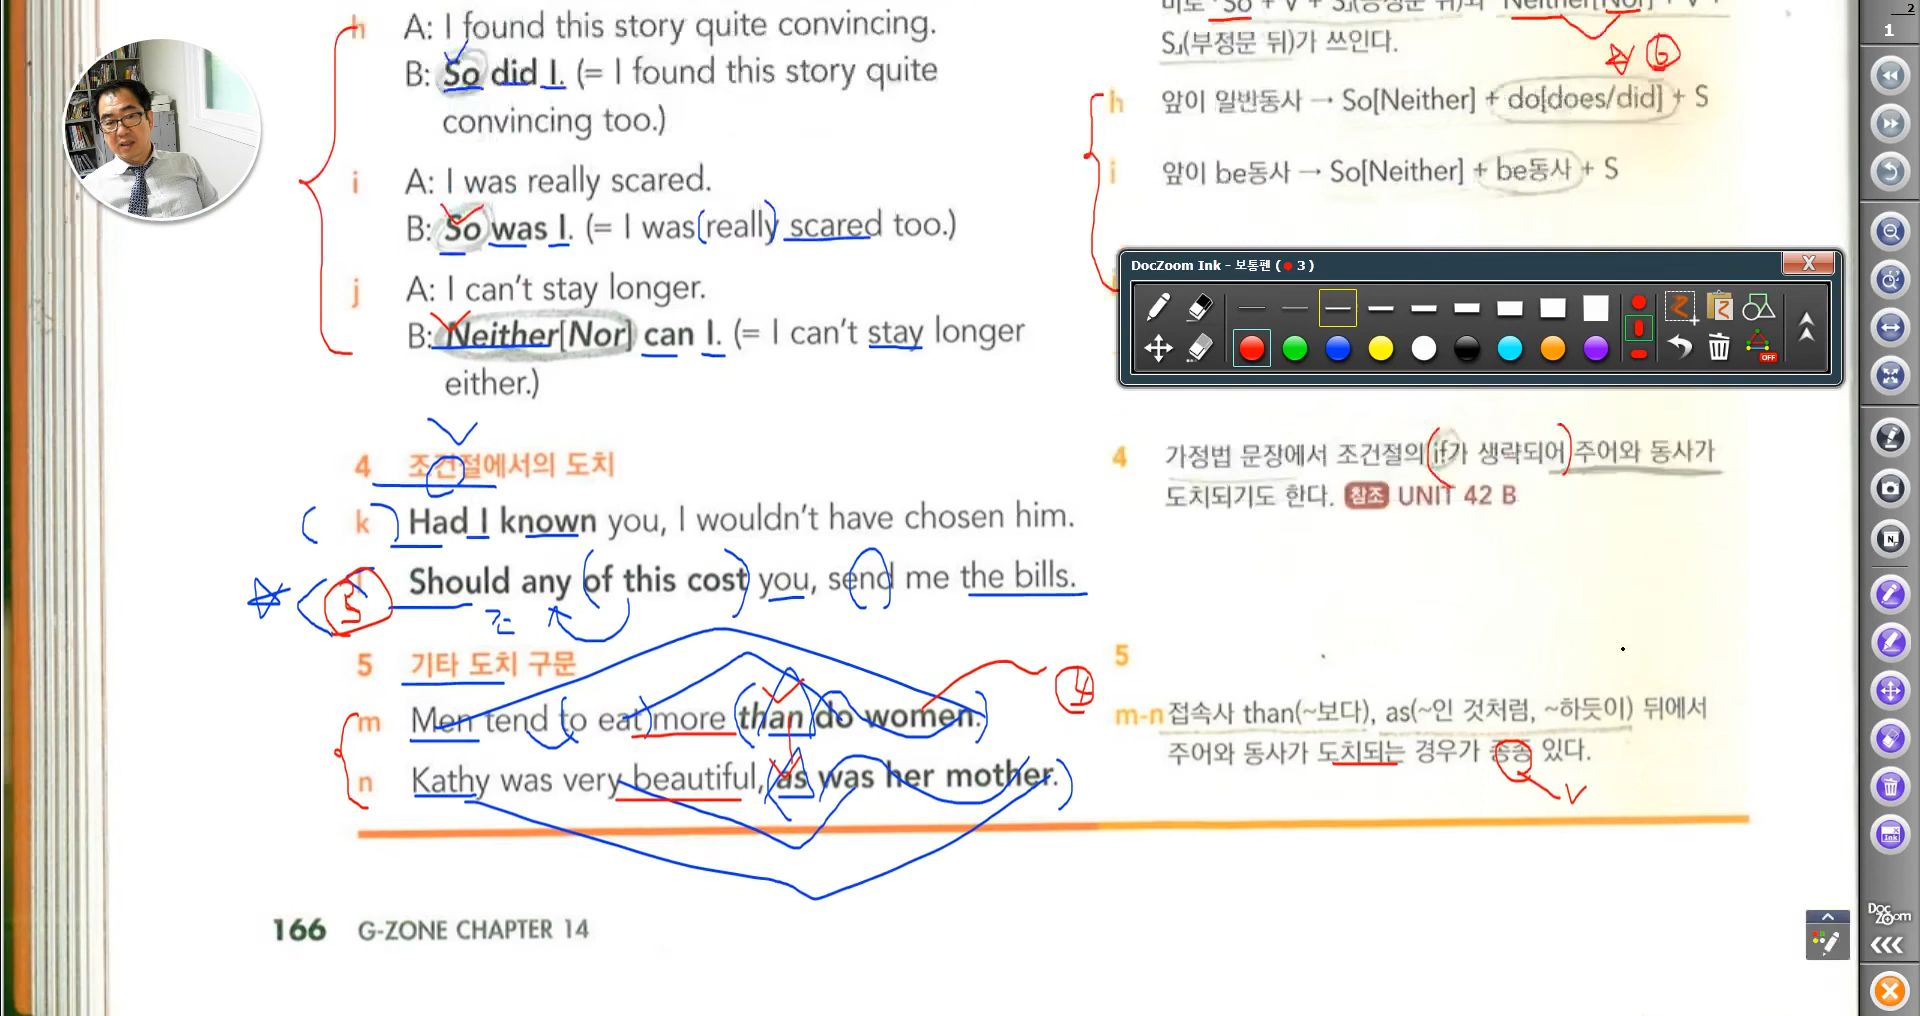 h A: I found this story quite convincing.
B: So did I. (= I found this story quite
convincing too.)
i A: I was really scared.
B: So was I. (= I was (really) scared too.)
j A: I can't stay longer.
B: Neither[Nor] can I. (= I can't stay longer
either.)
4 조건절에서의 도치
k Had I known you, I wouldn't have chosen him.
5
Should any of this cost you, send me the bills.
5 기타 도치 구문
m Men tend to eat more than do women.
n Kathy was very beautiful, as was her mother.
166 G-ZONE CHAPTER 14
S」(부정문 뒤)가 쓰인다.
6
h 앞이 일반동사 → So[Neither] + do[does/did] + S
i 앞이 be동사 → So[Neither] + be동사 + S
DocZoom Ink - 보통펜 ( 3 )
X
OFF
4 가정법 문장에서 조건절의 if가 생략되어 주어와 동사가
도치되기도 한다. 참조 UNIT 42 B
5
4
m-n 접속사 than(~보다), as(~인 것처럼, ~하듯이) 뒤에서
주어와 동사가 도치되는 경우가 종종 있다.
V
2
1
N
Ink
Doc
Zoom